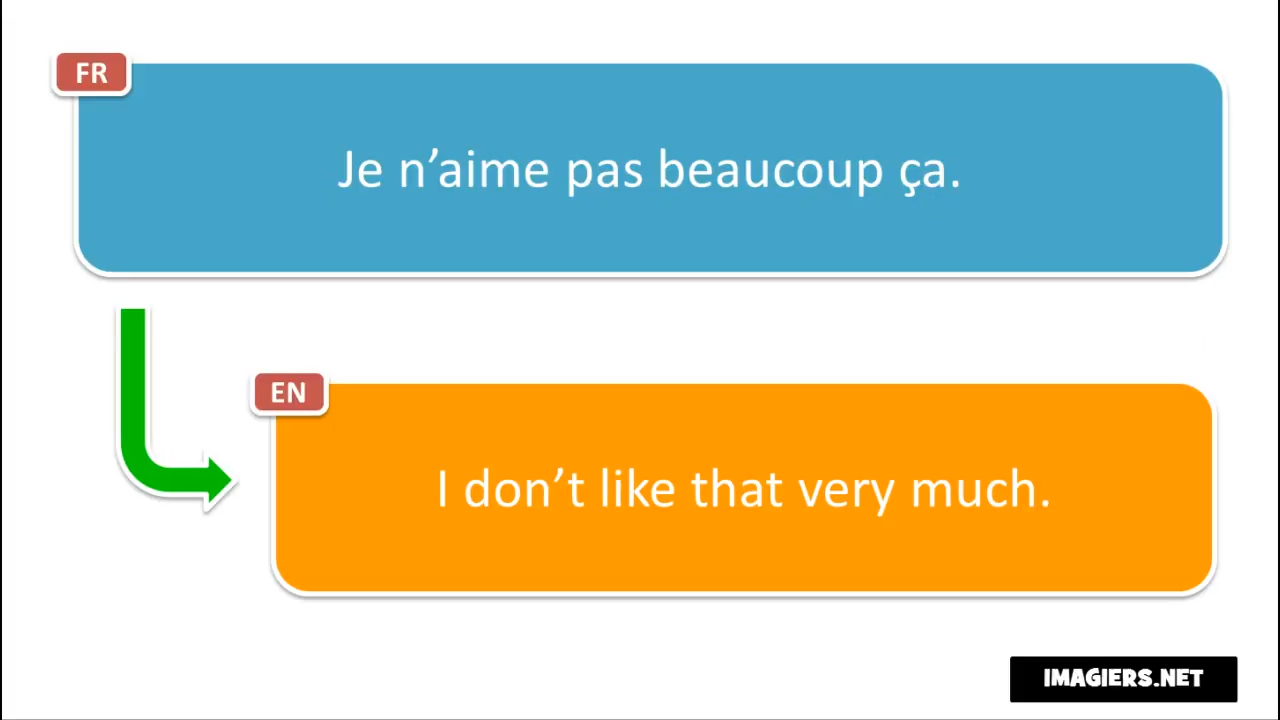 FR
Je n’aime pas beaucoup ça.
EN
I don’t like that very much.
IMAGIERS.NET